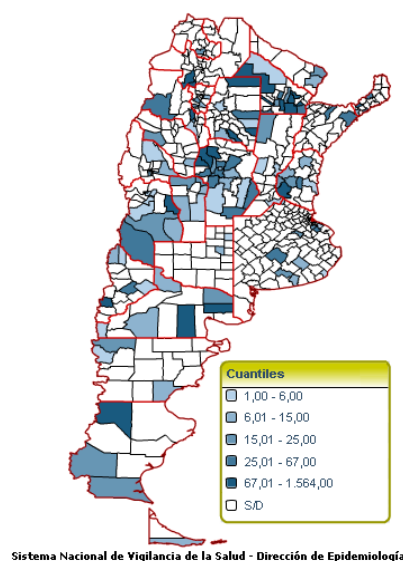 Cuantiles
1,00 - 6,00
6,01 - 15,00
15,01 - 25,00
25,01 - 67,00
67,01 - 1.564,00
S/D
Sistema Nacional de Vigilancia de la Salud - Dirección de Epidemiología